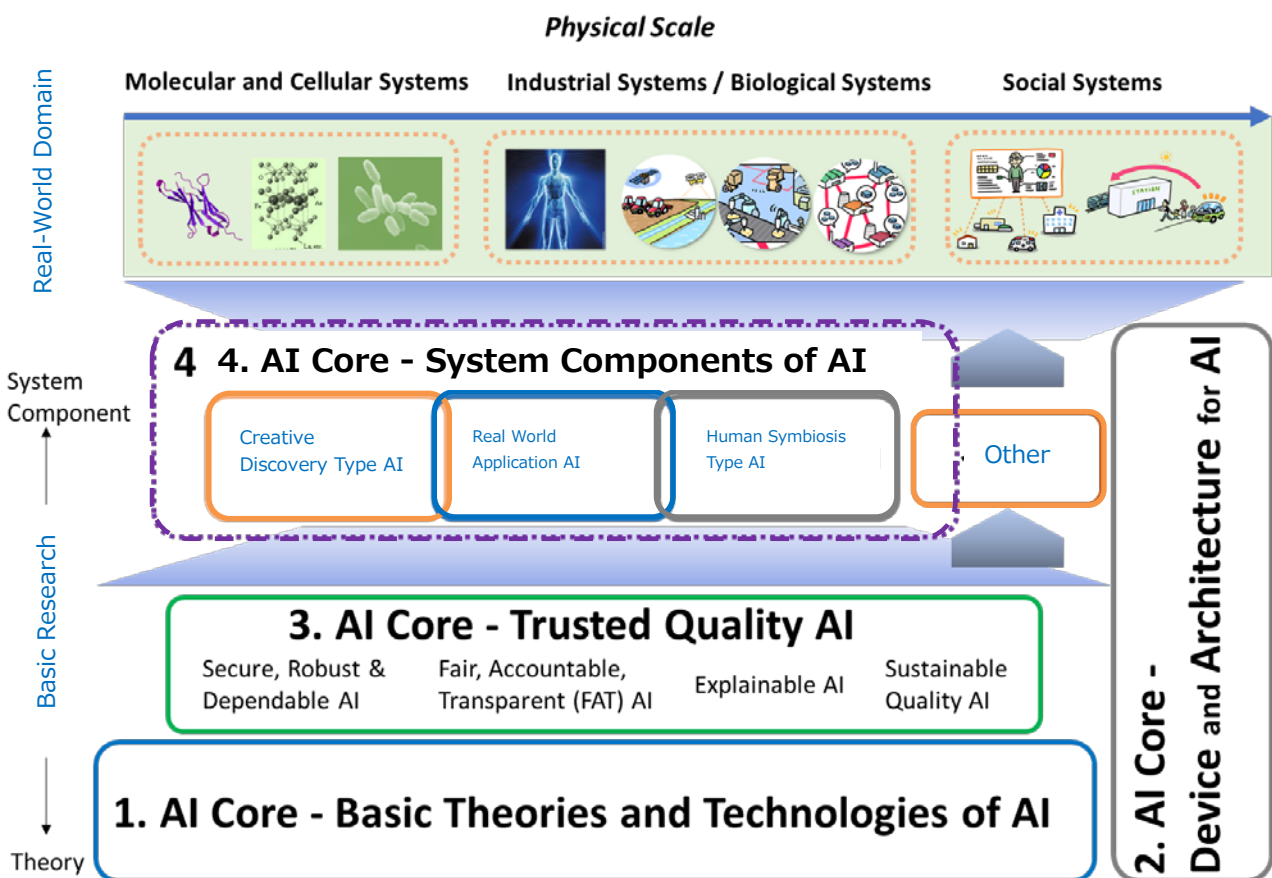 Physical Scale
Real-World Domain
Molecular and Cellular Systems
Industrial Systems / Biological Systems
Social Systems
STATION
4 4. AI Core - System Components of AI
System
Component
Creative
Discovery Type AI
Real World
Application AI
Human Symbiosis
Type AI
Other
Basic Research
3. AI Core - Trusted Quality AI
Secure, Robust &
Dependable AI
Fair, Accountable,
Transparent (FAT) AI
Explainable AI
Sustainable
Quality AI
1. AI Core - Basic Theories and Technologies of AI
Theory
2. AI Core -
Device and Architecture for AI